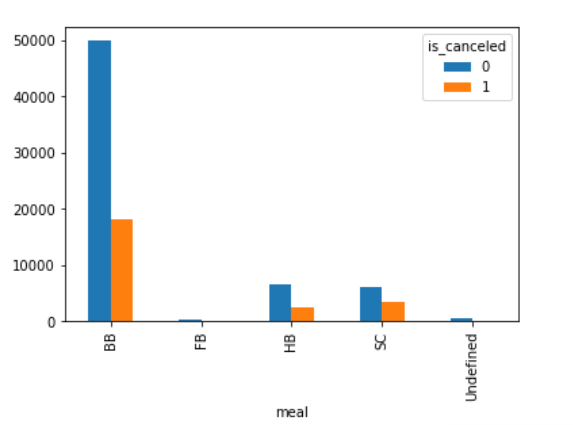 is_canceled
0
1
50000
40000
30000
20000
10000
0
BB
FB
HB
SC
Undefined
meal